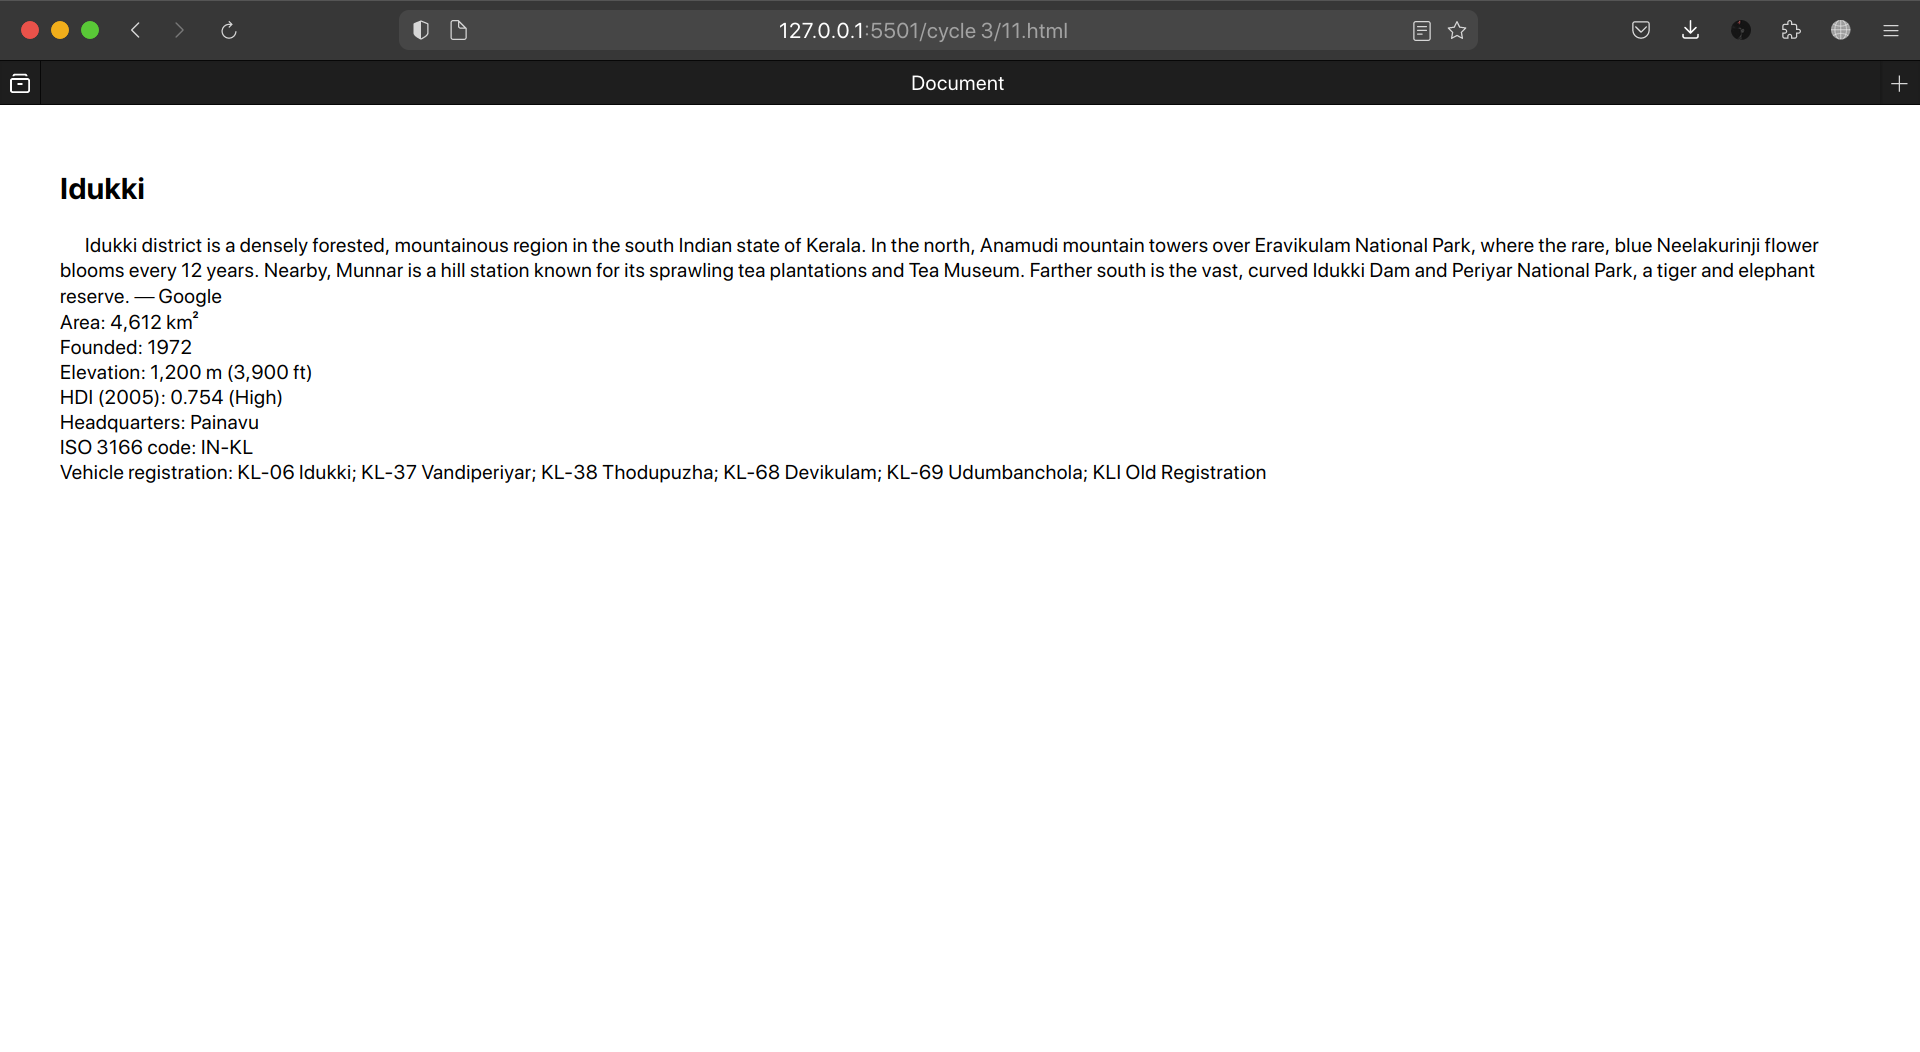 127.0.0.1:5501/cycle 3/11.html
Document
Idukki
Idukki district is a densely forested, mountainous region in the south Indian state of Kerala. In the north, Anamudi mountain towers over Eravikulam National Park, where the rare, blue Neelakurinji flower
blooms every 12 years. Nearby, Munnar is a hill station known for its sprawling tea plantations and Tea Museum. Farther south is the vast, curved Idukki Dam and Periyar National Park, a tiger and elephant
reserve. — Google
Area: 4,612 km²
Founded: 1972
Elevation: 1,200 m (3,900 ft)
HDI (2005): 0.754 (High)
Headquarters: Painavu
ISO 3166 code: IN-KL
Vehicle registration: KL-06 Idukki; KL-37 Vandiperiyar; KL-38 Thodupuzha; KL-68 Devikulam; KL-69 Udumbanchola; KLI Old Registration